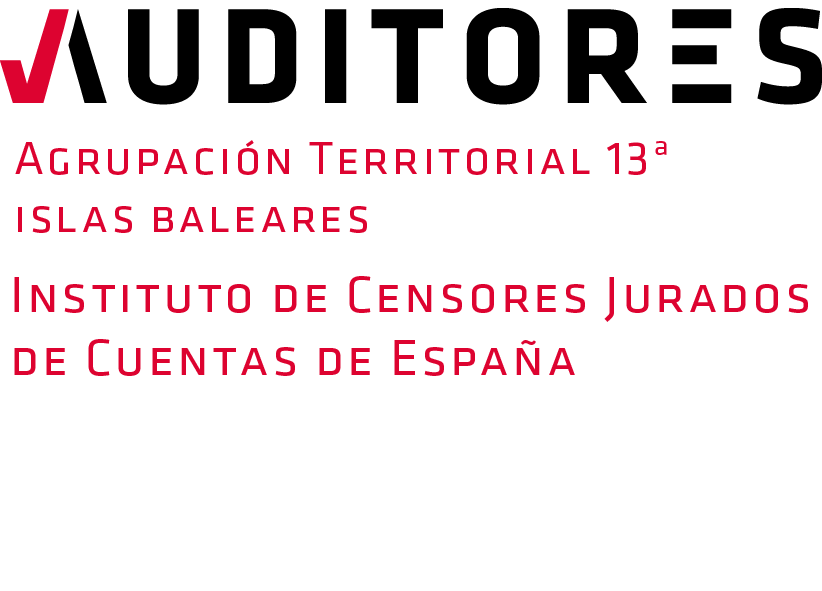 AUDITORES
Agrupación Territorial 13ª
islas baleares
Instituto de Censores Jurados
de Cuentas de España